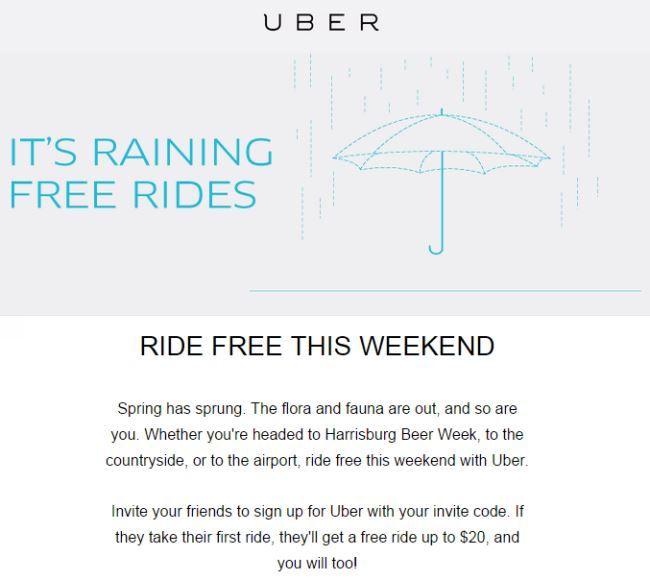 UBER
IT'S RAINING
FREE RIDES
RIDE FREE THIS WEEKEND
Spring has sprung. The flora and fauna are out, and so are
you. Whether you're headed to Harrisburg Beer Week, to the
countryside, or to the airport, ride free this weekend with Uber.
Invite your friends to sign up for Uber with your invite code. If
they take their first ride, they'll get a free ride up to $20, and
you will too!